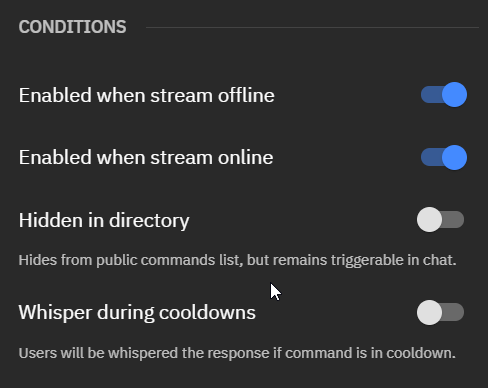 CONDITIONS
Enabled when stream offline
Enabled when stream online
Hidden in directory
Hides from public commands list, but remains triggerable in chat.
Whisper during cooldowns
Users will be whispered the response if command is in cooldown.